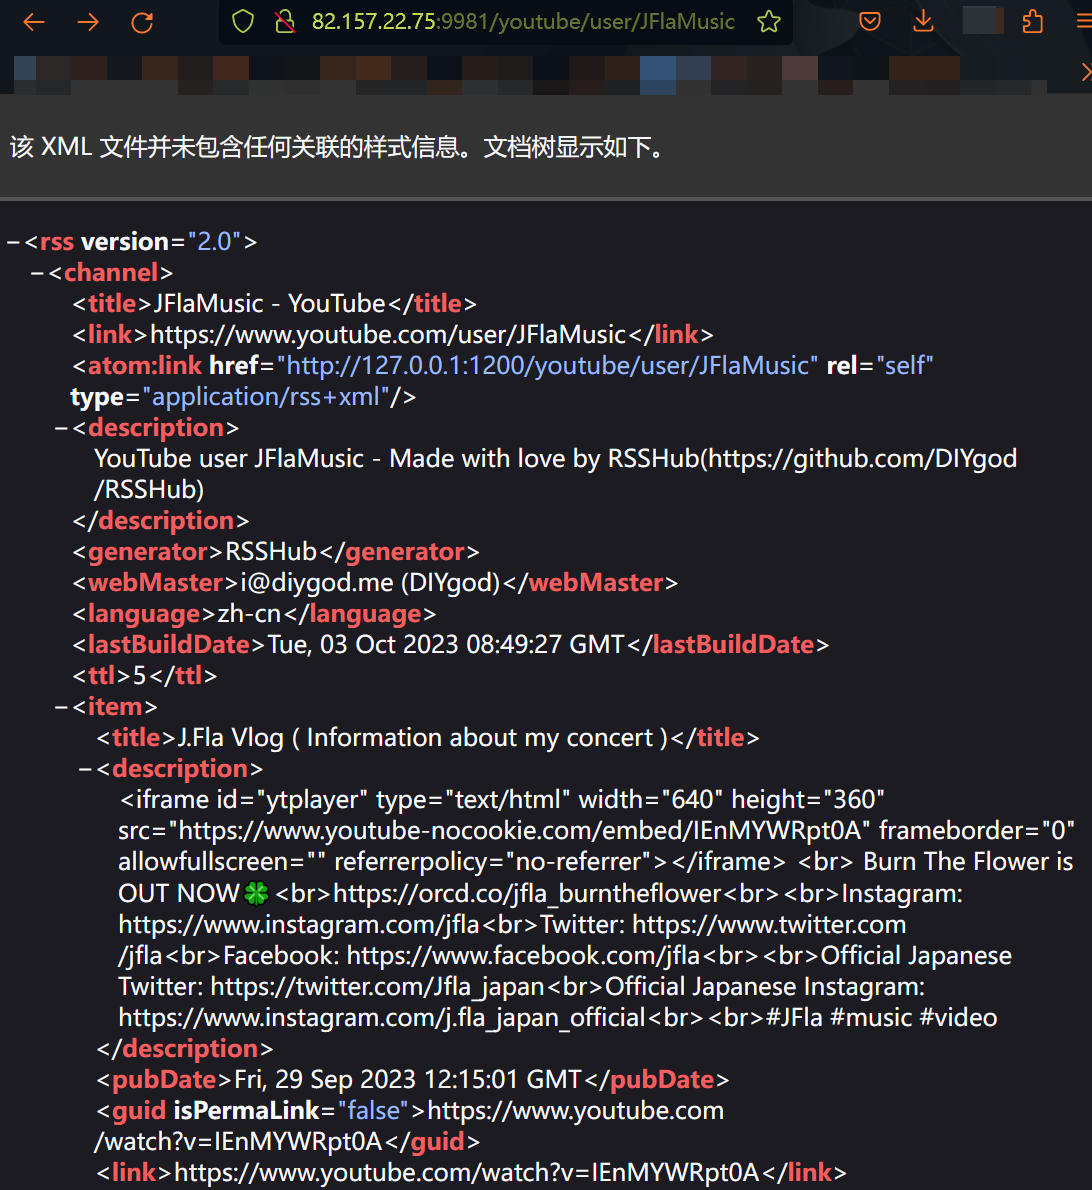 82.157.22.75:9981/youtube/user/JFlaMusic
该 XML 文件并未包含任何关联的样式信息。文档树显示如下。
−<rss version="2.0">
−<channel>
<title>JFlaMusic - YouTube</title>
<link>https://www.youtube.com/user/JFlaMusic</link>
<atom:link href="http://127.0.0.1:1200/youtube/user/JFlaMusic" rel="self"
type="application/rss+xml"/>
−<description>
YouTube user JFlaMusic - Made with love by RSSHub(https://github.com/DIYgod
/RSSHub)
</description>
<generator>RSSHub</generator>
<webMaster>i@diygod.me (DIYgod)</webMaster>
<language>zh-cn</language>
<lastBuildDate>Tue, 03 Oct 2023 08:49:27 GMT</lastBuildDate>
<ttl>5</ttl>
−<item>
<title>J.Fla Vlog ( Information about my concert )</title>
−<description>
<iframe id="ytplayer" type="text/html" width="640" height="360"
src="https://www.youtube-nocookie.com/embed/IEnMYWRpt0A" frameborder="0"
allowfullscreen="" referrerpolicy="no-referrer"></iframe> <br> Burn The Flower is
OUT NOW🍀<br>https://orcd.co/jfla_burntheflower<br><br>Instagram:
https://www.instagram.com/jfla<br>Twitter: https://www.twitter.com
/jfla<br>Facebook: https://www.facebook.com/jfla<br><br>Official Japanese
Twitter: https://twitter.com/Jfla_japan<br>Official Japanese Instagram:
https://www.instagram.com/j.fla_japan_official<br><br>#JFla #music #video
</description>
<pubDate>Fri, 29 Sep 2023 12:15:01 GMT</pubDate>
<guid isPermaLink="false">https://www.youtube.com
/watch?v=IEnMYWRpt0A</guid>
<link>https://www.youtube.com/watch?v=IEnMYWRpt0A</link>